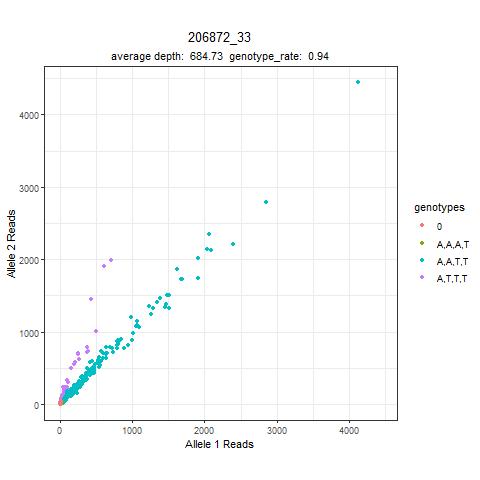 206872_33
average depth: 684.73 genotype_rate: 0.94
4000
3000
2000
1000
0
Allele 2 Reads
0 1000 2000 3000 4000
Allele 1 Reads
genotypes
0
A,A,A,T
A,A,T,T
A,T,T,T